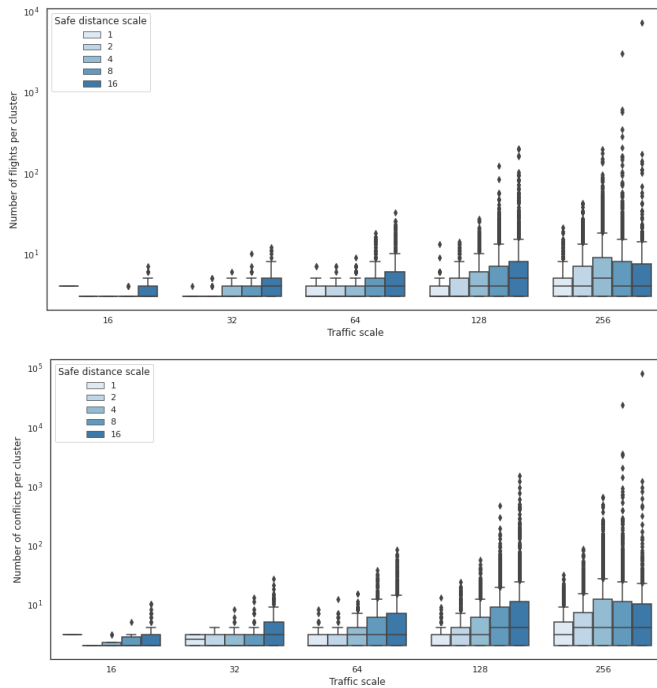 10^4
10^3
10^2
10^1
Number of flights per cluster
Safe distance scale
1
2
4
8
16
16 32 64 128 256
Traffic scale
10^5
10^4
10^3
10^2
10^1
Number of conflicts per cluster
Safe distance scale
1
2
4
8
16
16 32 64 128 256
Traffic scale